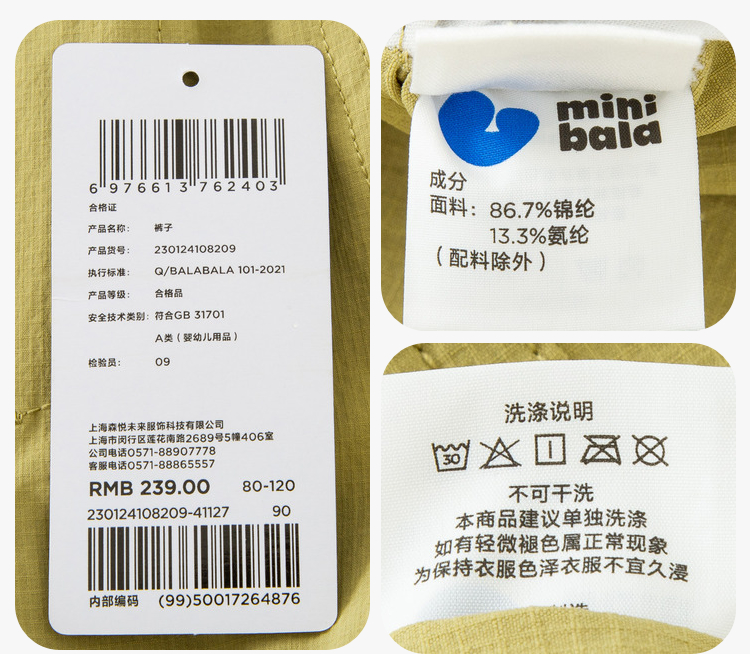 6976613762403
合格证
产品名称： 裤子
产品货号： 230124108209
执行标准： Q/BALABALA 101-2021
产品等级： 合格品
安全技术类别：符合GB 31701
A类（婴幼儿用品）
检验员： 09
上海森悦未来服饰科技有限公司
上海市闵行区莲花南路2689号5幢406室
公司电话0571-88907778
客服电话0571-88865557
RMB 239.00 80-120
230124108209-41127 90
内部编码 (99)50017264876
mini
bala
成分
面料：86.7%锦纶
13.3%氨纶
（配料除外）
洗涤说明
30
不可干洗
本商品建议单独洗涤
如有轻微褪色属正常现象
为保持衣服色泽衣服不宜久浸